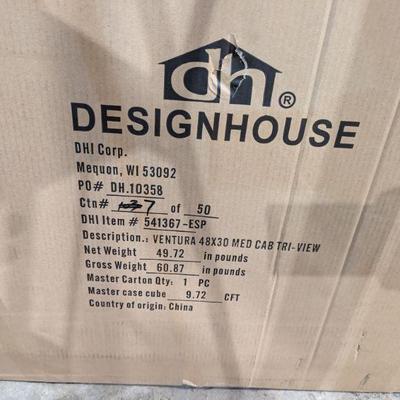 dh®
DESIGNHOUSE
DHI Corp.
Mequon, WI 53092
PO# DH.10358
Ctn# 7 of 50
DHI Item # 541367-ESP
Description.: VENTURA 48X30 MED CAB TRI-VIEW
Net Weight 49.72 in pounds
Gross Weight 60.87 in pounds
Master Carton Qty: 1 PC
Master case cube 9.72 CFT
Country of origin: China